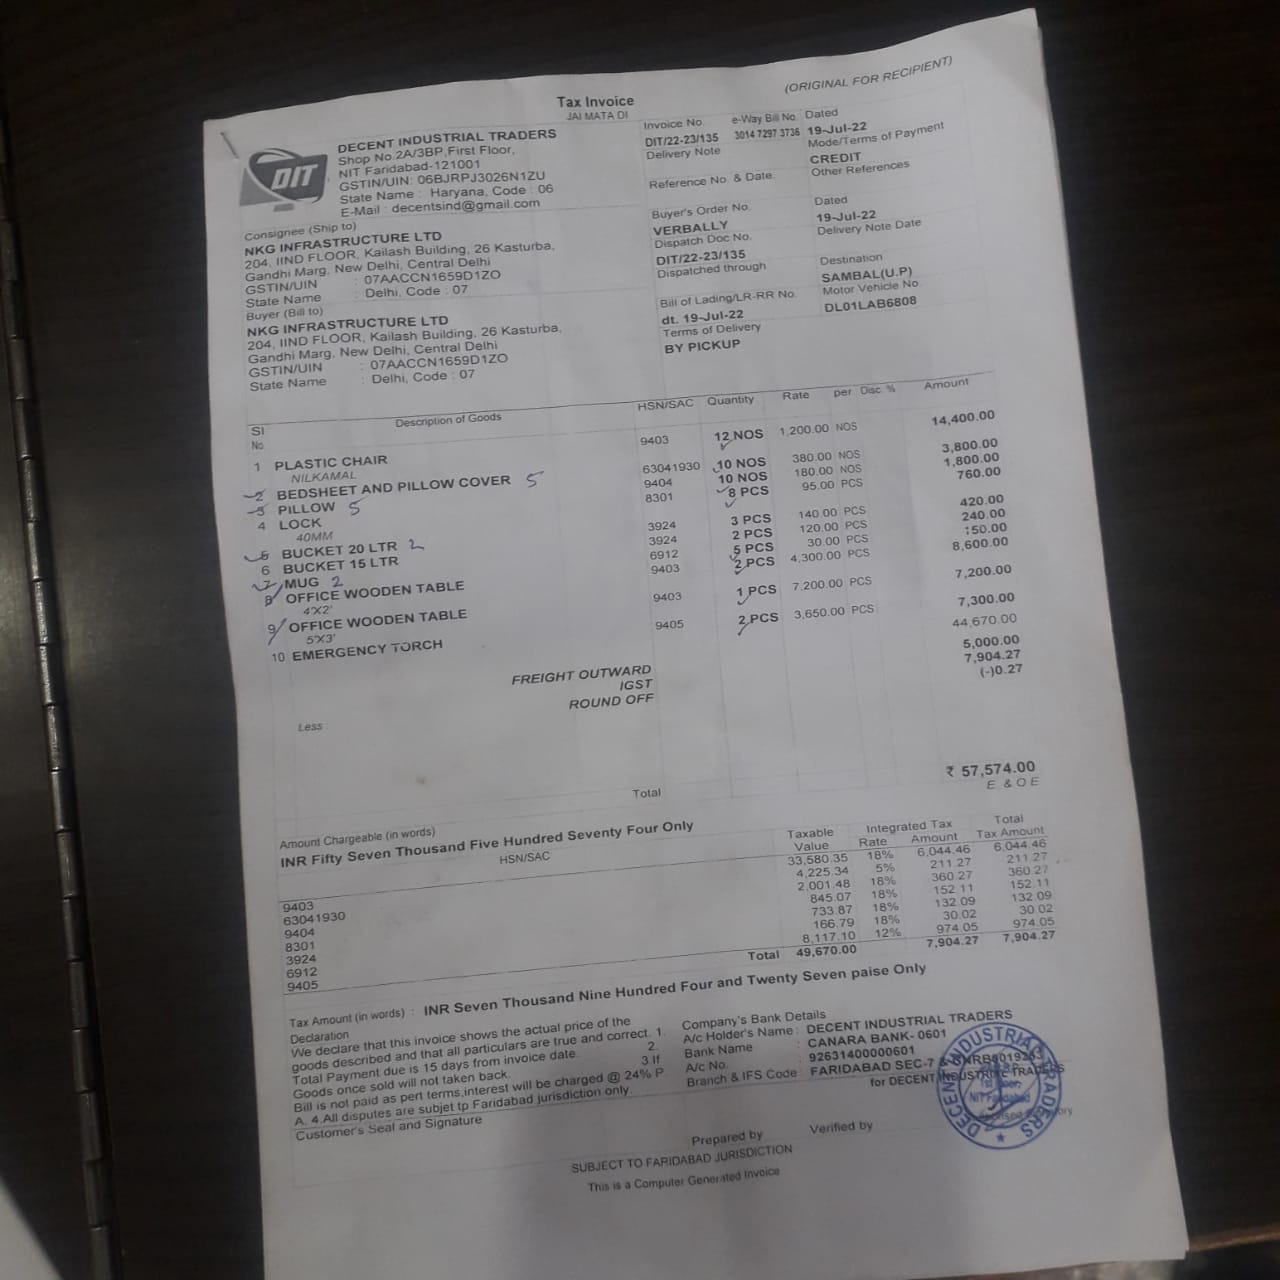 Tax Invoice
(ORIGINAL FOR RECIPIENT)
JAI MATA DI
DIT
DECENT INDUSTRIAL TRADERS
Shop No.2A/3BP,First Floor,
NIT Faridabad-121001
GSTIN/UIN: 06BJRPJ3026N1ZU
State Name : Haryana, Code : 06
E-Mail : decentsind@gmail.com
Invoice No. e-Way Bill No. Dated
DIT/22-23/135 3014 7297 3736 19-Jul-22
Delivery Note Mode/Terms of Payment
CREDIT
Reference No. & Date. Other References
Buyer's Order No. Dated
VERBALLY 19-Jul-22
Dispatch Doc No. Delivery Note Date
DIT/22-23/135
Dispatched through Destination
SAMBAL(U.P)
Bill of Lading/LR-RR No. Motor Vehicle No.
dt. 19-Jul-22 DL01LAB6808
Terms of Delivery
BY PICKUP
Consignee (Ship to)
NKG INFRASTRUCTURE LTD
204, IIND FLOOR, Kailash Building, 26 Kasturba,
Gandhi Marg, New Delhi, Central Delhi
GSTIN/UIN : 07AACCN1659D1ZO
State Name : Delhi, Code : 07
Buyer (Bill to)
NKG INFRASTRUCTURE LTD
204, IIND FLOOR, Kailash Building, 26 Kasturba,
Gandhi Marg, New Delhi, Central Delhi
GSTIN/UIN : 07AACCN1659D1ZO
State Name : Delhi, Code : 07
Sl No. Description of Goods HSN/SAC Quantity Rate per Disc. % Amount
1 PLASTIC CHAIR 9403 12 NOS 1,200.00 NOS 14,400.00
NILKAMAL
2 BEDSHEET AND PILLOW COVER 5 63041930 10 NOS 380.00 NOS 3,800.00
3 PILLOW 5 9404 10 NOS 180.00 NOS 1,800.00
4 LOCK 8301 8 PCS 95.00 PCS 760.00
40MM
5 BUCKET 20 LTR 2 3924 3 PCS 140.00 PCS 420.00
6 BUCKET 15 LTR 3924 2 PCS 120.00 PCS 240.00
7 MUG 2 6912 5 PCS 30.00 PCS 150.00
8 OFFICE WOODEN TABLE 9403 2 PCS 4,300.00 PCS 8,600.00
4'X2'
9 OFFICE WOODEN TABLE 9403 1 PCS 7,200.00 PCS 7,200.00
5'X3'
10 EMERGENCY TORCH 9405 2 PCS 3,650.00 PCS 7,300.00
44,670.00
FREIGHT OUTWARD 5,000.00
IGST 7,904.27
Less : ROUND OFF (-)0.27
Total ₹ 57,574.00
Amount Chargeable (in words) E & O E
INR Fifty Seven Thousand Five Hundred Seventy Four Only
HSN/SAC Taxable Value Integrated Tax Rate Amount Total Tax Amount
9403 33,580.35 18% 6,044.46 6,044.46
63041930 4,225.34 5% 211.27 211.27
9404 2,001.48 18% 360.27 360.27
8301 845.07 18% 152.11 152.11
3924 733.87 18% 132.09 132.09
6912 166.79 18% 30.02 30.02
9405 8,117.10 12% 974.05 974.05
Total 49,670.00 7,904.27 7,904.27
Tax Amount (in words) : INR Seven Thousand Nine Hundred Four and Twenty Seven paise Only
Declaration
We declare that this invoice shows the actual price of the
goods described and that all particulars are true and correct. 1.
Total Payment due is 15 days from invoice date. 2.
Goods once sold will not taken back. 3.If
Bill is not paid as pert terms,interest will be charged @ 24% P.
A. 4.All disputes are subjet tp Faridabad jurisdiction only.
Company's Bank Details
A/c Holder's Name : DECENT INDUSTRIAL TRADERS
Bank Name : CANARA BANK- 0601
A/c No. : 92631400000601
Branch & IFS Code : FARIDABAD SEC-7 &
for DECENT INDUSTRIAL TRADERS
Customer's Seal and Signature
DECENT INDUSTRIAL TRADERS
NIT Faridabad
Prepared by Verified by
SUBJECT TO FARIDABAD JURISDICTION
This is a Computer Generated Invoice